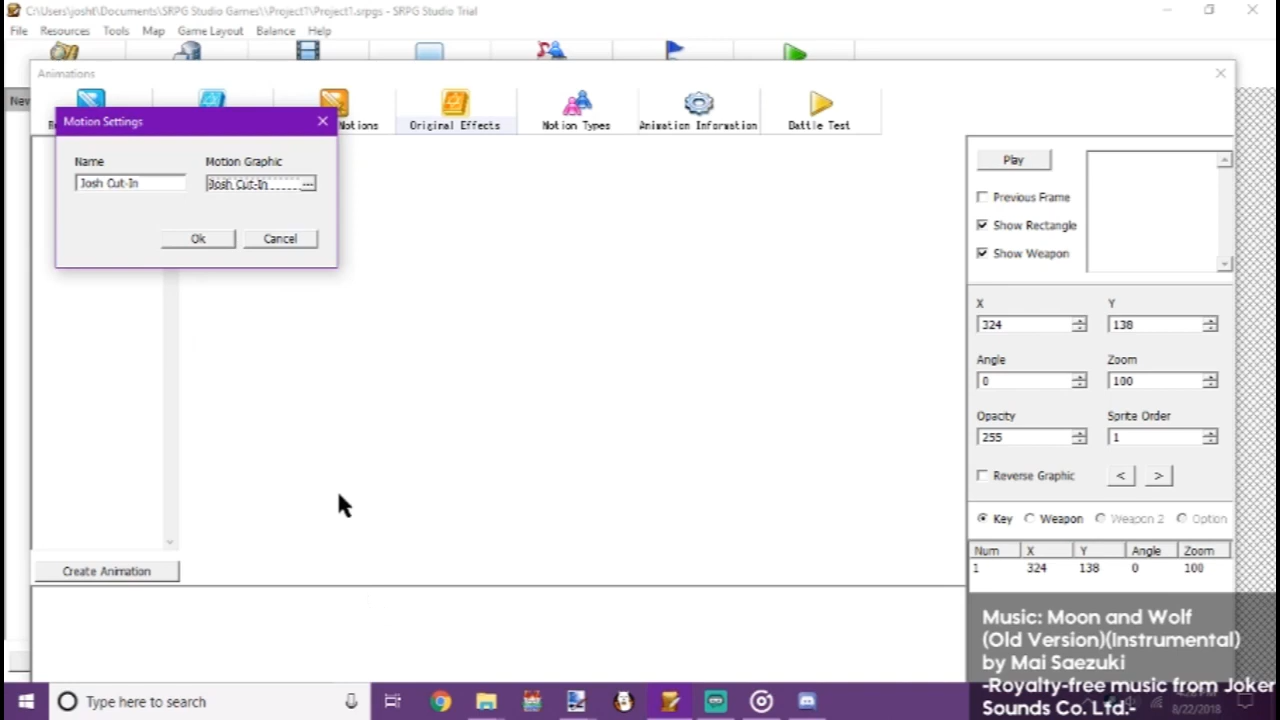 C:\Users\josht\Documents\SRPG Studio Games\\Project1\Project1.srpgs - SRPG Studio Trial
File Resources Tools Map Game Layout Balance Help
Animations
New
Motions Original Effects Motion Types Animation Information Battle Test
Motion Settings
Name Motion Graphic
Josh Cut-In Josh Cut-In
Ok Cancel
Play
Previous Frame
Show Rectangle
Show Weapon
X Y
324 138
Angle Zoom
0 100
Opacity Sprite Order
255 1
Reverse Graphic < >
Key Weapon Weapon 2 Option
Num X Y Angle Zoom
1 324 138 0 100
Create Animation
Music: Moon and Wolf
(Old Version)(Instrumental)
by Mai Saezuki
-Royalty-free music from Joker
Sounds Co. Ltd.-
Type here to search
8/22/2018